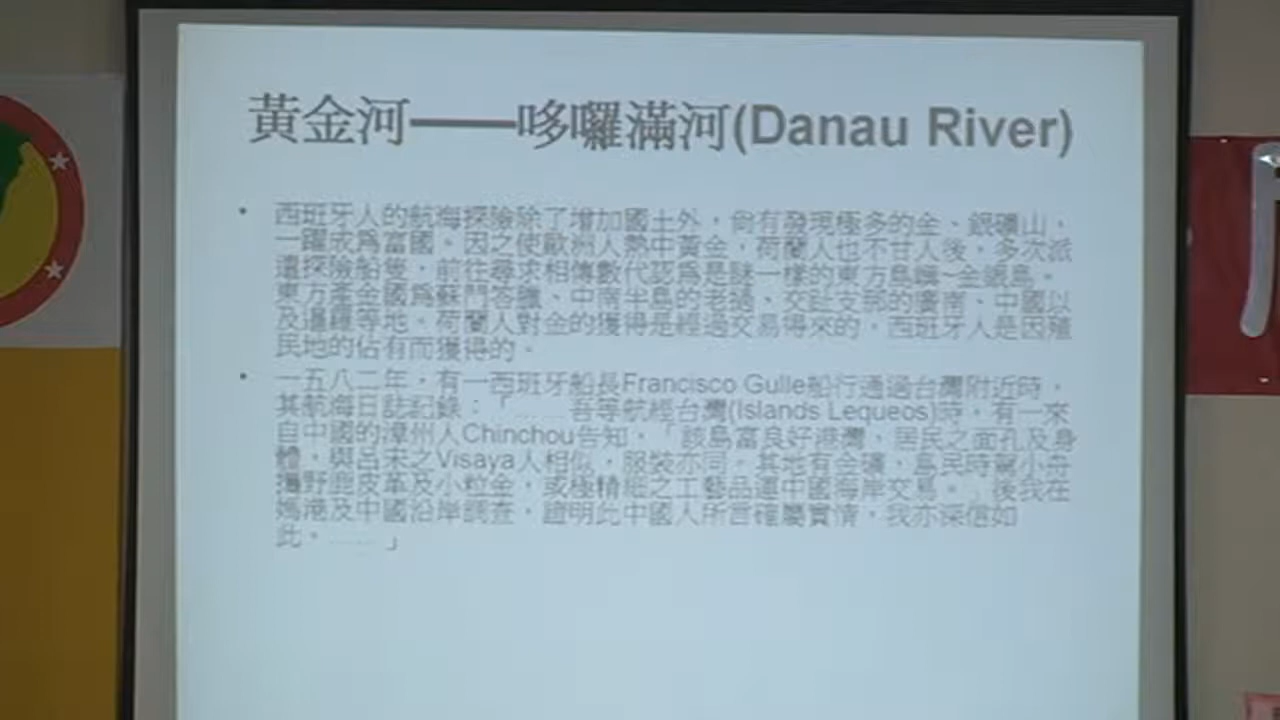 黃金河——哆囉滿河(Danau River)
• 西班牙人的航海探險除了增加國土外，尚有發現極多的金、銀礦山，
一躍成為富國。因之使歐洲人熱中黃金，荷蘭人也不甘人後，多次派
遣探險船隻，前往尋求相傳數代認為是謎一樣的東方島嶼~金銀島。
東方產金國為蘇門答臘、中南半島的老撾、交趾支那的廣南、中國以
及暹羅等地。荷蘭人對金的獲得是經過交易得來的，西班牙人是因殖
民地的佔有而獲得的。
• 一五八二年，有一西班牙船長Francisco Gulle船行通過台灣附近時，
其航海日誌記錄：「……吾等航經台灣(Islands Lequeos)時，有一來
自中國的漳州人Chinchou告知，「該島富良好港灣，居民之面孔及身
體，與呂宋之Visaya人相似，服裝亦同。其地有金礦，島民時駕小舟
攜野鹿皮革及小粒金，或極精細之工藝品運中國海岸交易。」後我在
媽港及中國沿岸調查，證明此中國人所言確屬實情，我亦深信如
此。……」